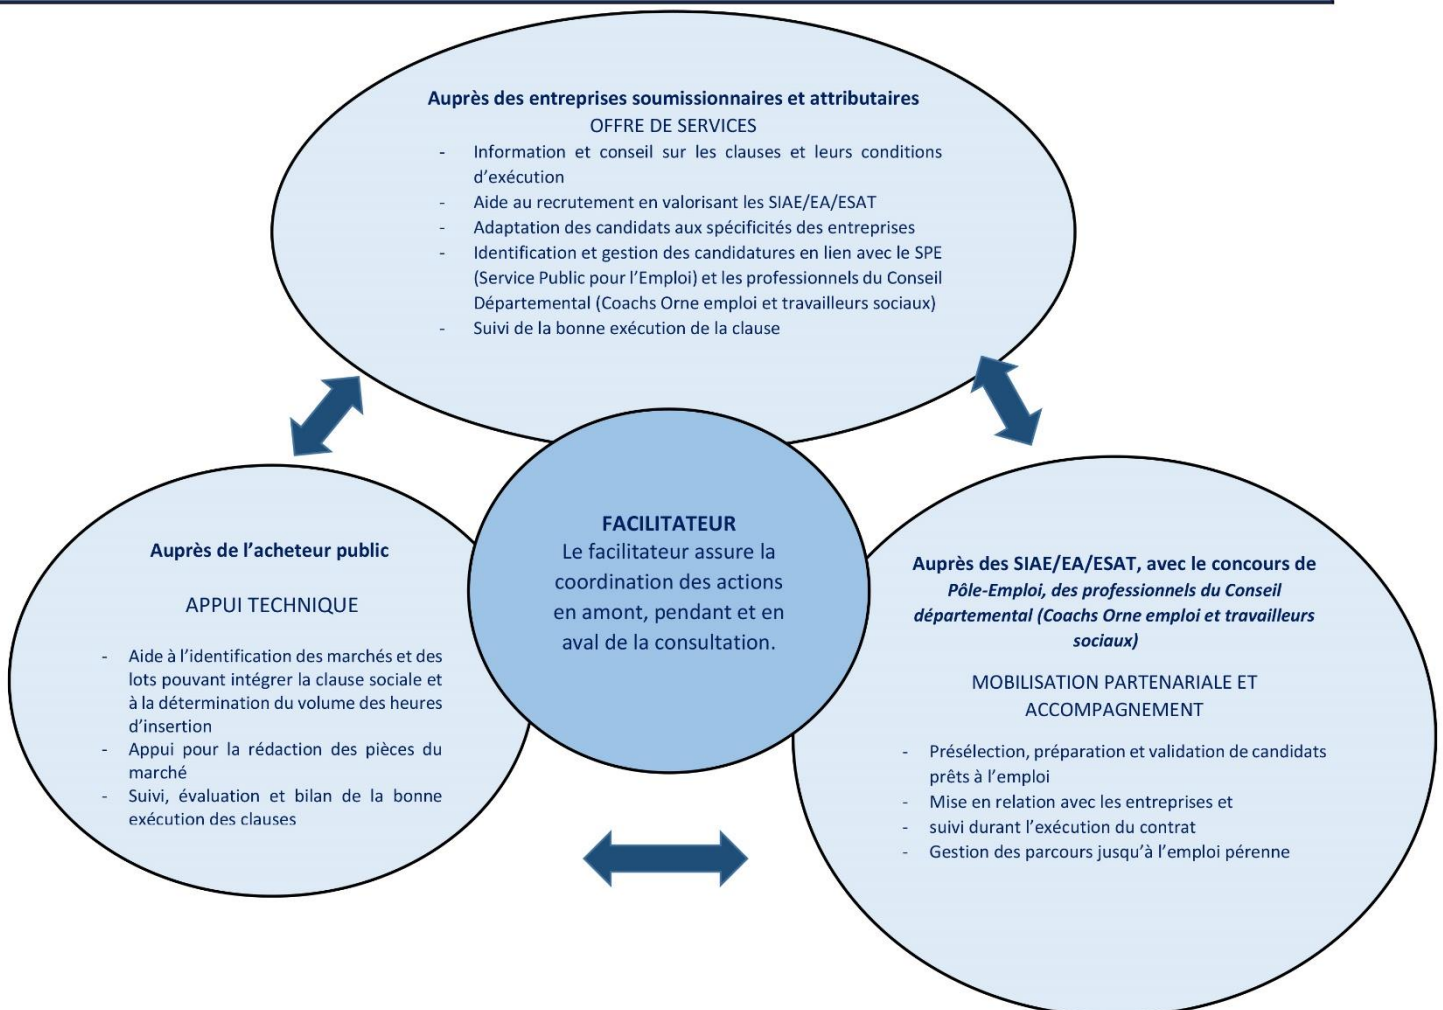 Auprès des entreprises soumissionnaires et attributaires
OFFRE DE SERVICES
- Information et conseil sur les clauses et leurs conditions
d’exécution
- Aide au recrutement en valorisant les SIAE/EA/ESAT
- Adaptation des candidats aux spécificités des entreprises
- Identification et gestion des candidatures en lien avec le SPE
(Service Public pour l’Emploi) et les professionnels du Conseil
Départemental (Coachs Orne emploi et travailleurs sociaux)
- Suivi de la bonne exécution de la clause
FACILITATEUR
Le facilitateur assure la
coordination des actions
en amont, pendant et en
aval de la consultation.
Auprès de l’acheteur public
APPUI TECHNIQUE
- Aide à l’identification des marchés et des
lots pouvant intégrer la clause sociale et
à la détermination du volume des heures
d’insertion
- Appui pour la rédaction des pièces du
marché
- Suivi, évaluation et bilan de la bonne
exécution des clauses
Auprès des SIAE/EA/ESAT, avec le concours de
Pôle-Emploi, des professionnels du Conseil
départemental (Coachs Orne emploi et travailleurs
sociaux)
MOBILISATION PARTENARIALE ET
ACCOMPAGNEMENT
- Présélection, préparation et validation de candidats
prêts à l’emploi
- Mise en relation avec les entreprises et
- suivi durant l’exécution du contrat
- Gestion des parcours jusqu’à l’emploi pérenne